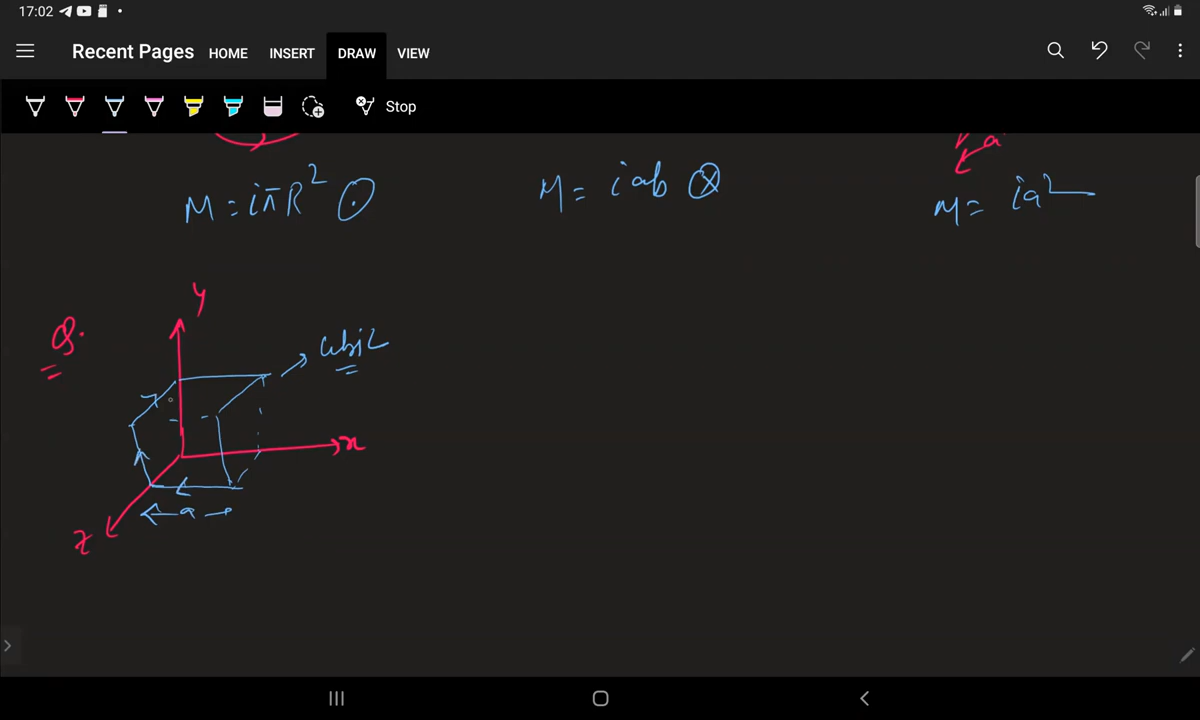 17:02
Recent Pages HOME INSERT DRAW VIEW
Stop
a
M = iπR² ⊙
M = iab ⊗
M = ia²
Q.
y
cubic
x
z
a